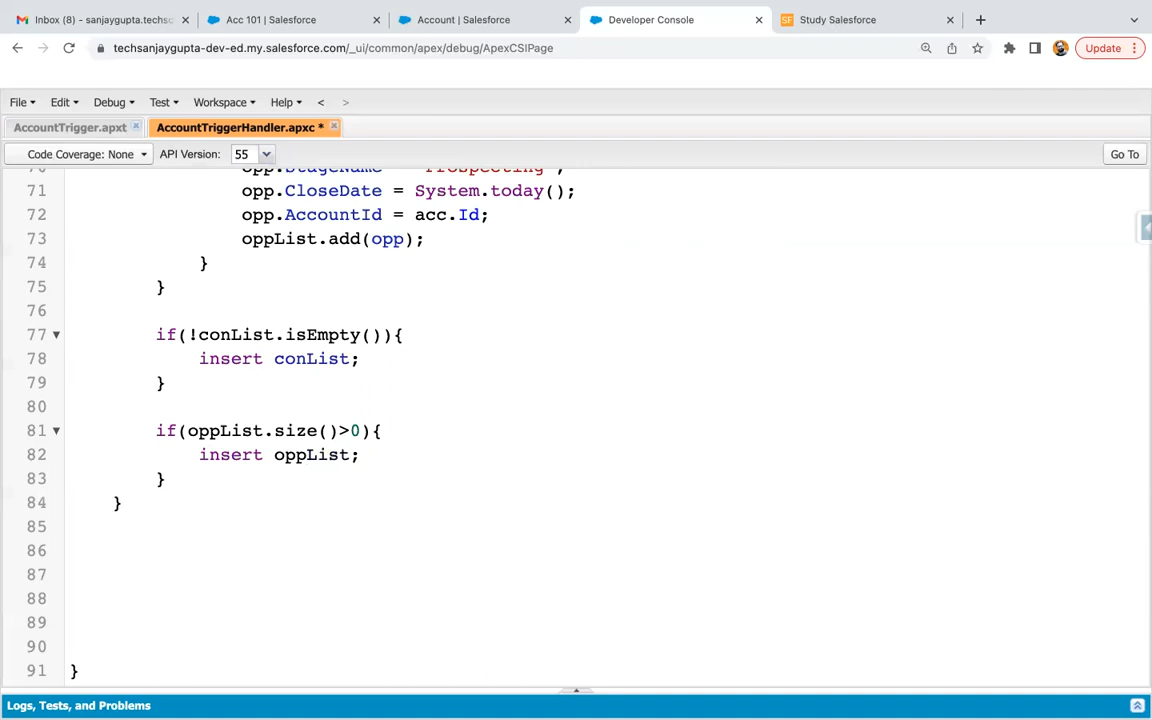 Inbox (8) - sanjaygupta.techsc
Acc 101 | Salesforce
Account | Salesforce
Developer Console
SF
Study Salesforce
techsanjaygupta-dev-ed.my.salesforce.com/_ui/common/apex/debug/ApexCSIPage
Update
File Edit Debug Test Workspace Help < >
AccountTrigger.apxt
AccountTriggerHandler.apxc *
Code Coverage: None API Version: 55 Go To
70 opp.StageName = 'Prospecting';
71 opp.CloseDate = System.today();
72 opp.AccountId = acc.Id;
73 oppList.add(opp);
74 }
75 }
76
77 if(!conList.isEmpty()){
78 insert conList;
79 }
80
81 if(oppList.size()>0){
82 insert oppList;
83 }
84 }
85
86
87
88
89
90
91 }
Logs, Tests, and Problems